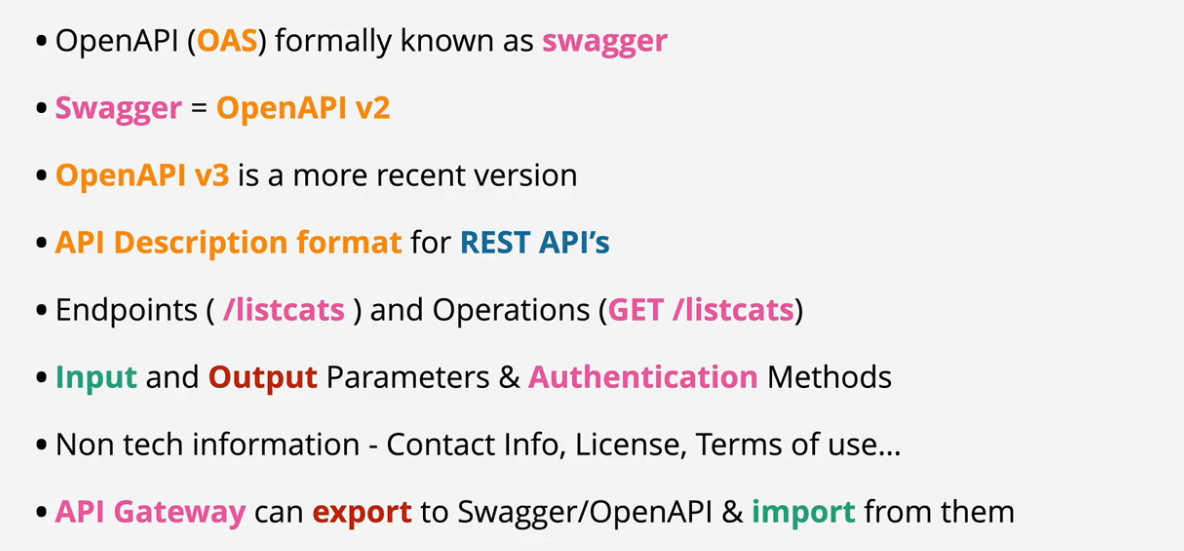 • OpenAPI (OAS) formally known as swagger
• Swagger = OpenAPI v2
• OpenAPI v3 is a more recent version
• API Description format for REST API’s
• Endpoints ( /listcats ) and Operations (GET /listcats)
• Input and Output Parameters & Authentication Methods
• Non tech information - Contact Info, License, Terms of use...
• API Gateway can export to Swagger/OpenAPI & import from them